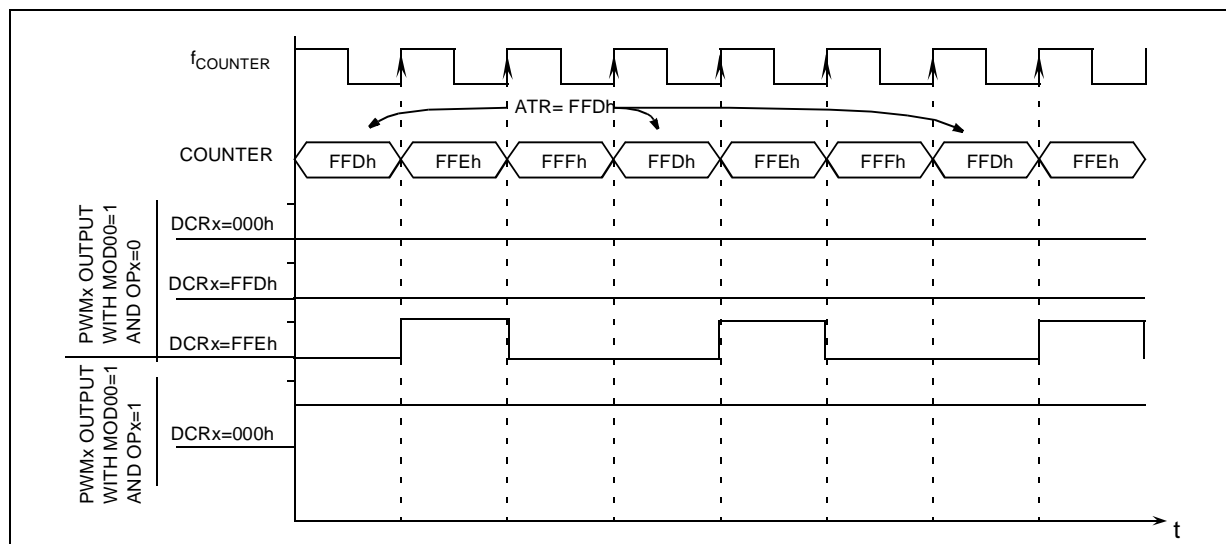 fCOUNTER
ATR= FFDh
COUNTER
FFDh FFEh FFFh FFDh FFEh FFFh FFDh FFEh
PWMx OUTPUT
WITH MOD00=1
AND OPx=0
DCRx=000h
DCRx=FFDh
DCRx=FFEh
PWMx OUTPUT
WITH MOD00=1
AND OPx=1
DCRx=000h
t